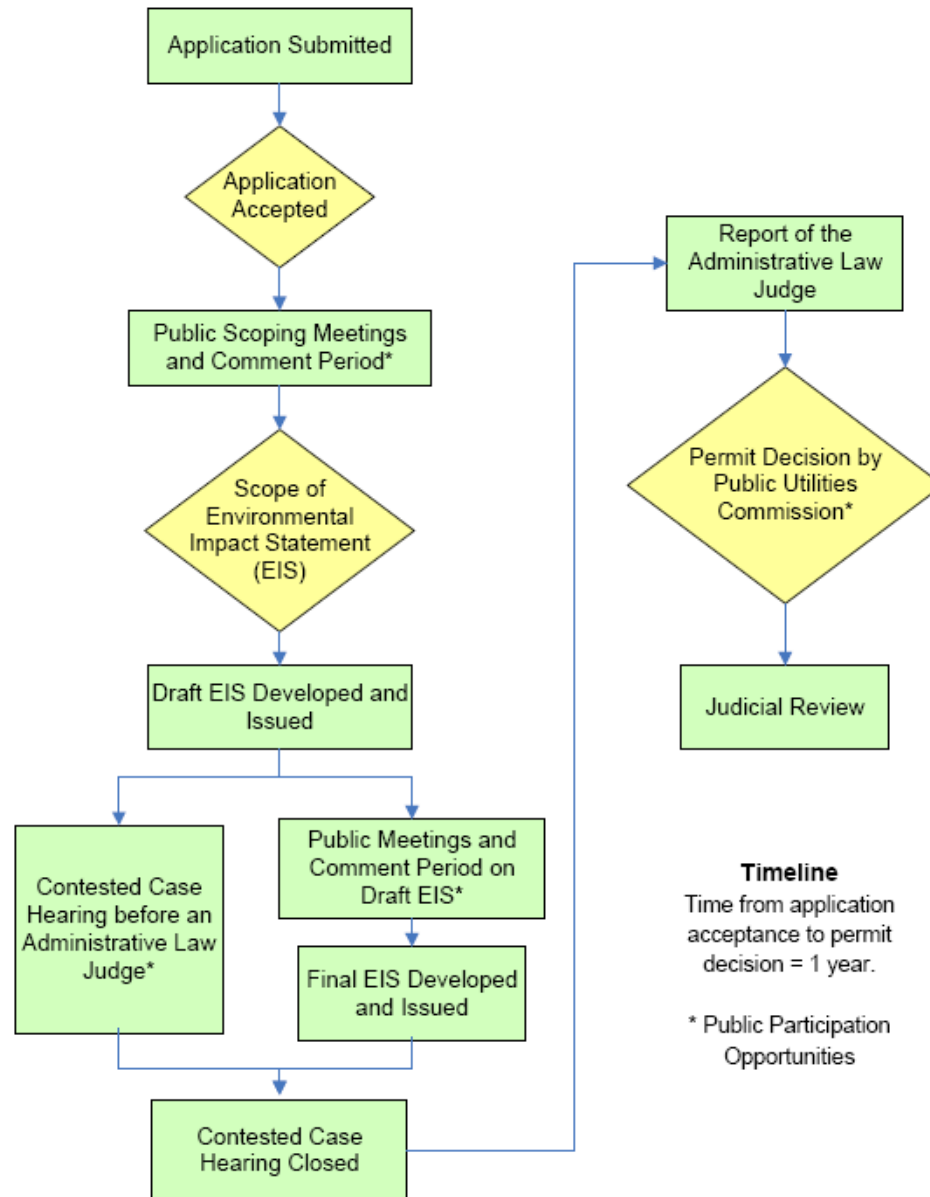 Application Submitted
Application
Accepted
Public Scoping Meetings
and Comment Period*
Scope of
Environmental
Impact Statement
(EIS)
Draft EIS Developed and
Issued
Contested Case
Hearing before an
Administrative Law
Judge*
Public Meetings and
Comment Period on
Draft EIS*
Final EIS Developed
and Issued
Contested Case
Hearing Closed
Report of the
Administrative Law
Judge
Permit Decision by
Public Utilities
Commission*
Judicial Review
Timeline
Time from application
acceptance to permit
decision = 1 year.
* Public Participation
Opportunities